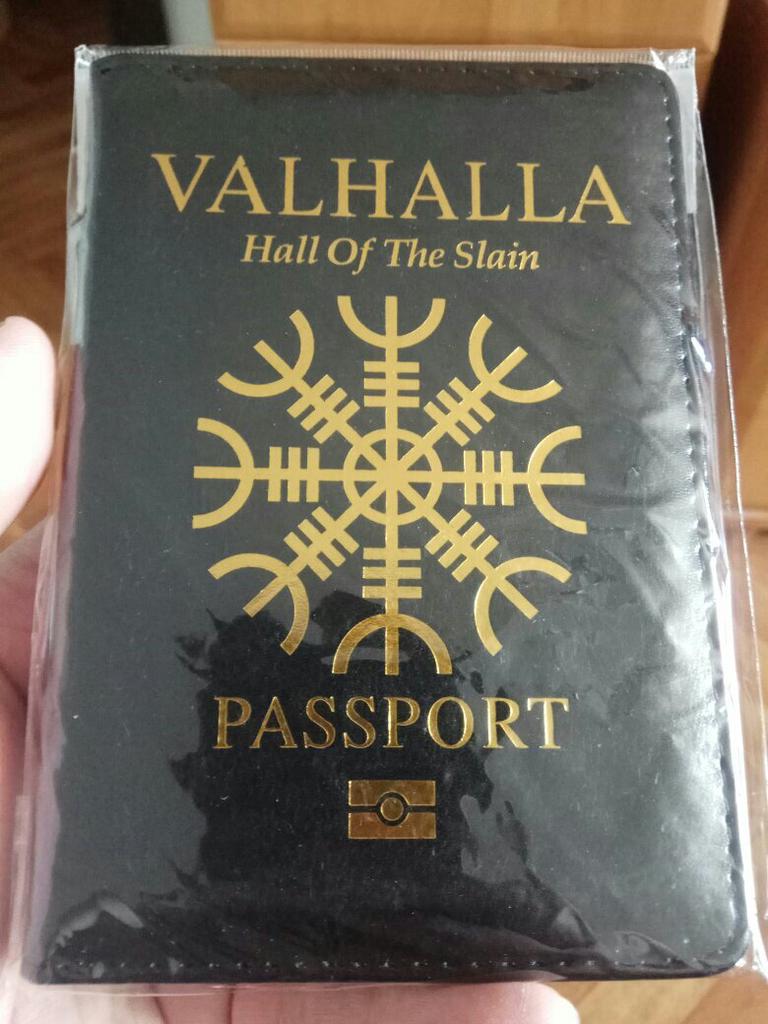 VALHALLA
Hall Of The Slain
PASSPORT